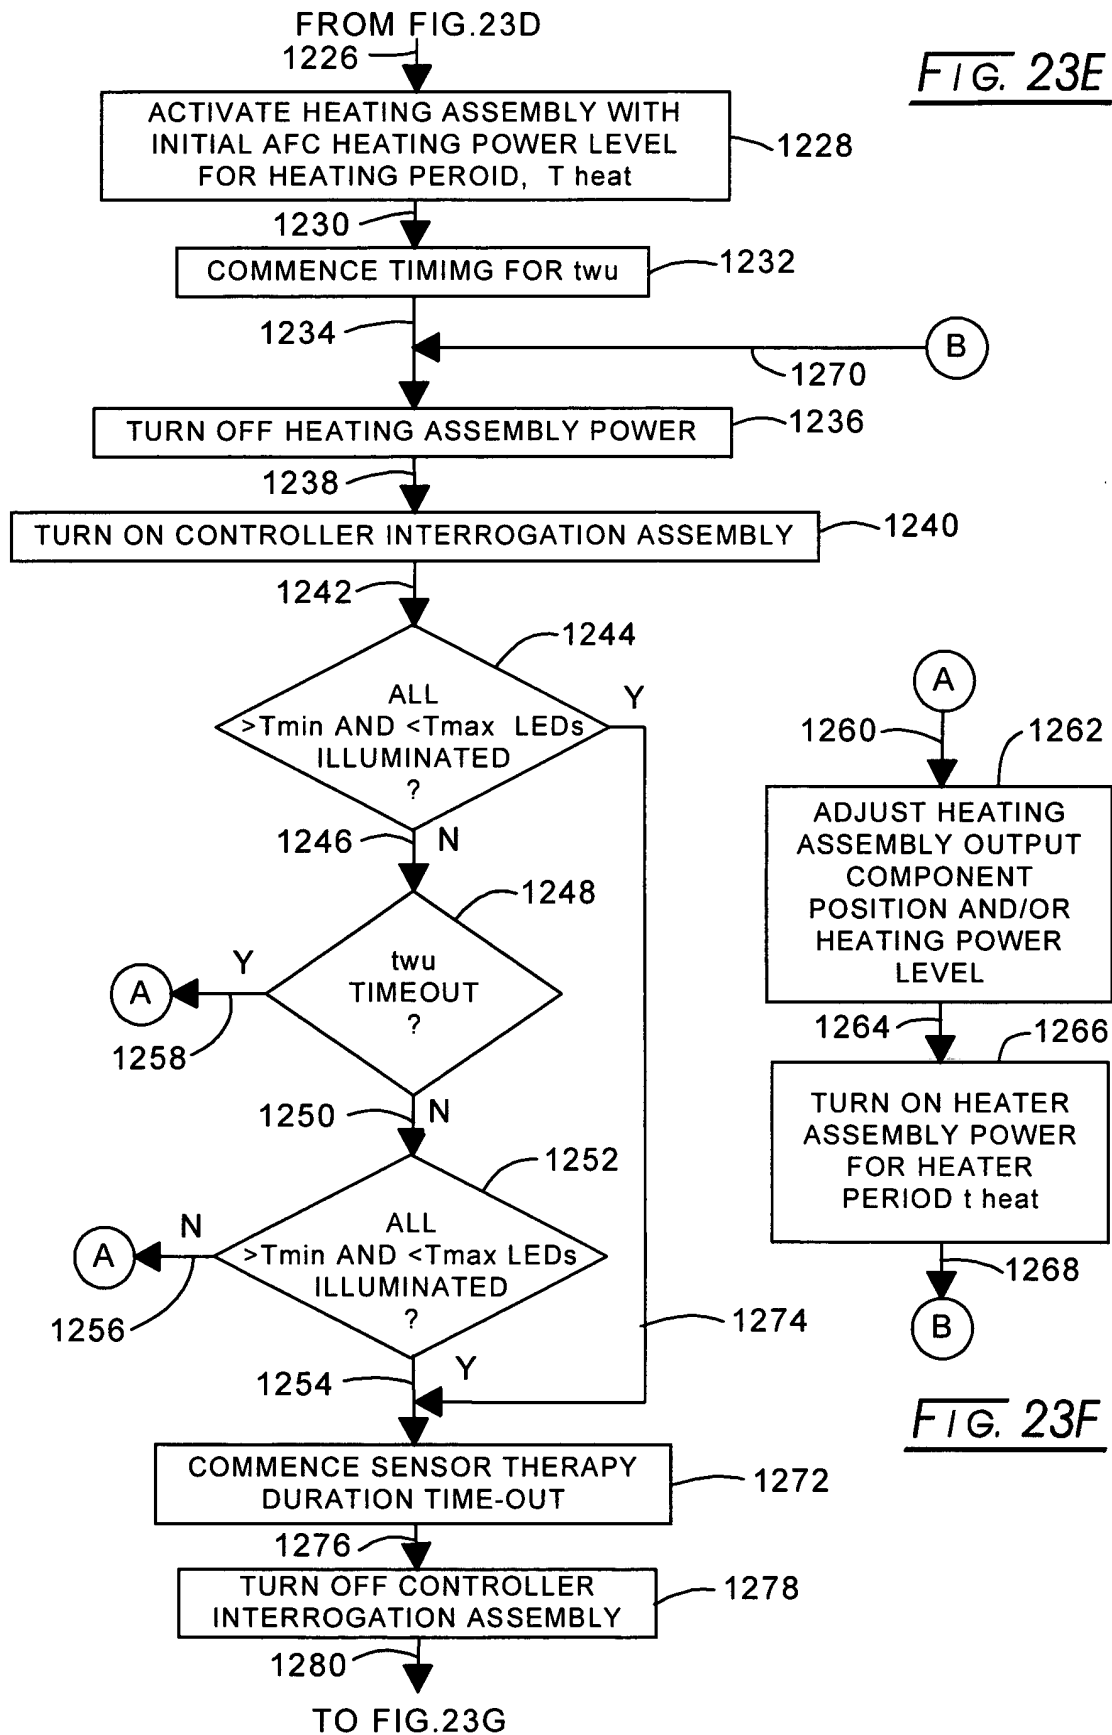 FROM FIG.23D
1226
FIG. 23E
ACTIVATE HEATING ASSEMBLY WITH
INITIAL AFC HEATING POWER LEVEL
FOR HEATING PEROID, T heat
1228
1230
COMMENCE TIMIMG FOR twu
1232
1234
B
1270
TURN OFF HEATING ASSEMBLY POWER
1236
1238
TURN ON CONTROLLER INTERROGATION ASSEMBLY
1240
1242
1244
ALL
>Tmin AND <Tmax LEDs
ILLUMINATED
?
Y
1246
N
1248
twu
TIMEOUT
?
Y
A
1258
1250
N
1252
ALL
>Tmin AND <Tmax LEDs
ILLUMINATED
?
N
A
1256
1254
Y
1274
COMMENCE SENSOR THERAPY
DURATION TIME-OUT
1272
1276
TURN OFF CONTROLLER
INTERROGATION ASSEMBLY
1278
1280
TO FIG.23G
A
1260
1262
ADJUST HEATING
ASSEMBLY OUTPUT
COMPONENT
POSITION AND/OR
HEATING POWER
LEVEL
1264
1266
TURN ON HEATER
ASSEMBLY POWER
FOR HEATER
PERIOD t heat
1268
B
FIG. 23F